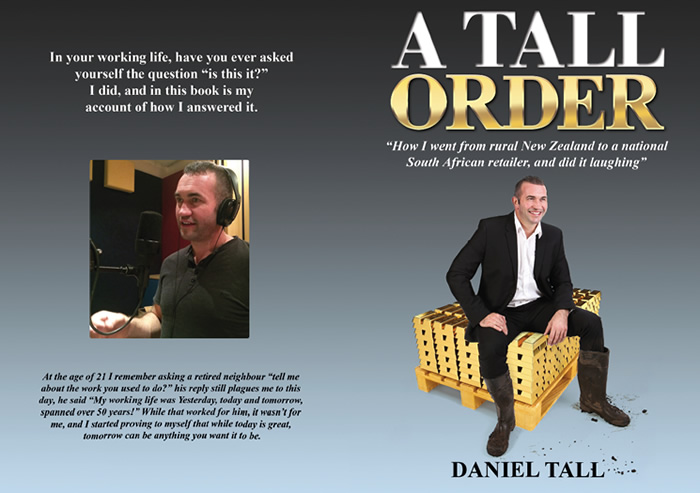 In your working life, have you ever asked
yourself the question “is this it?”
I did, and in this book is my
account of how I answered it.
At the age of 21 I remember asking a retired neighbour “tell me
about the work you used to do?” his reply still plagues me to this
day, he said “My working life was Yesterday, today and tomorrow,
spanned over 50 years!” While that worked for him, it wasn't for
me, and I started proving to myself that while today is great,
tomorrow can be anything you want it to be.
A TALL
ORDER
“How I went from rural New Zealand to a national
South African retailer, and did it laughing”
DANIEL TALL